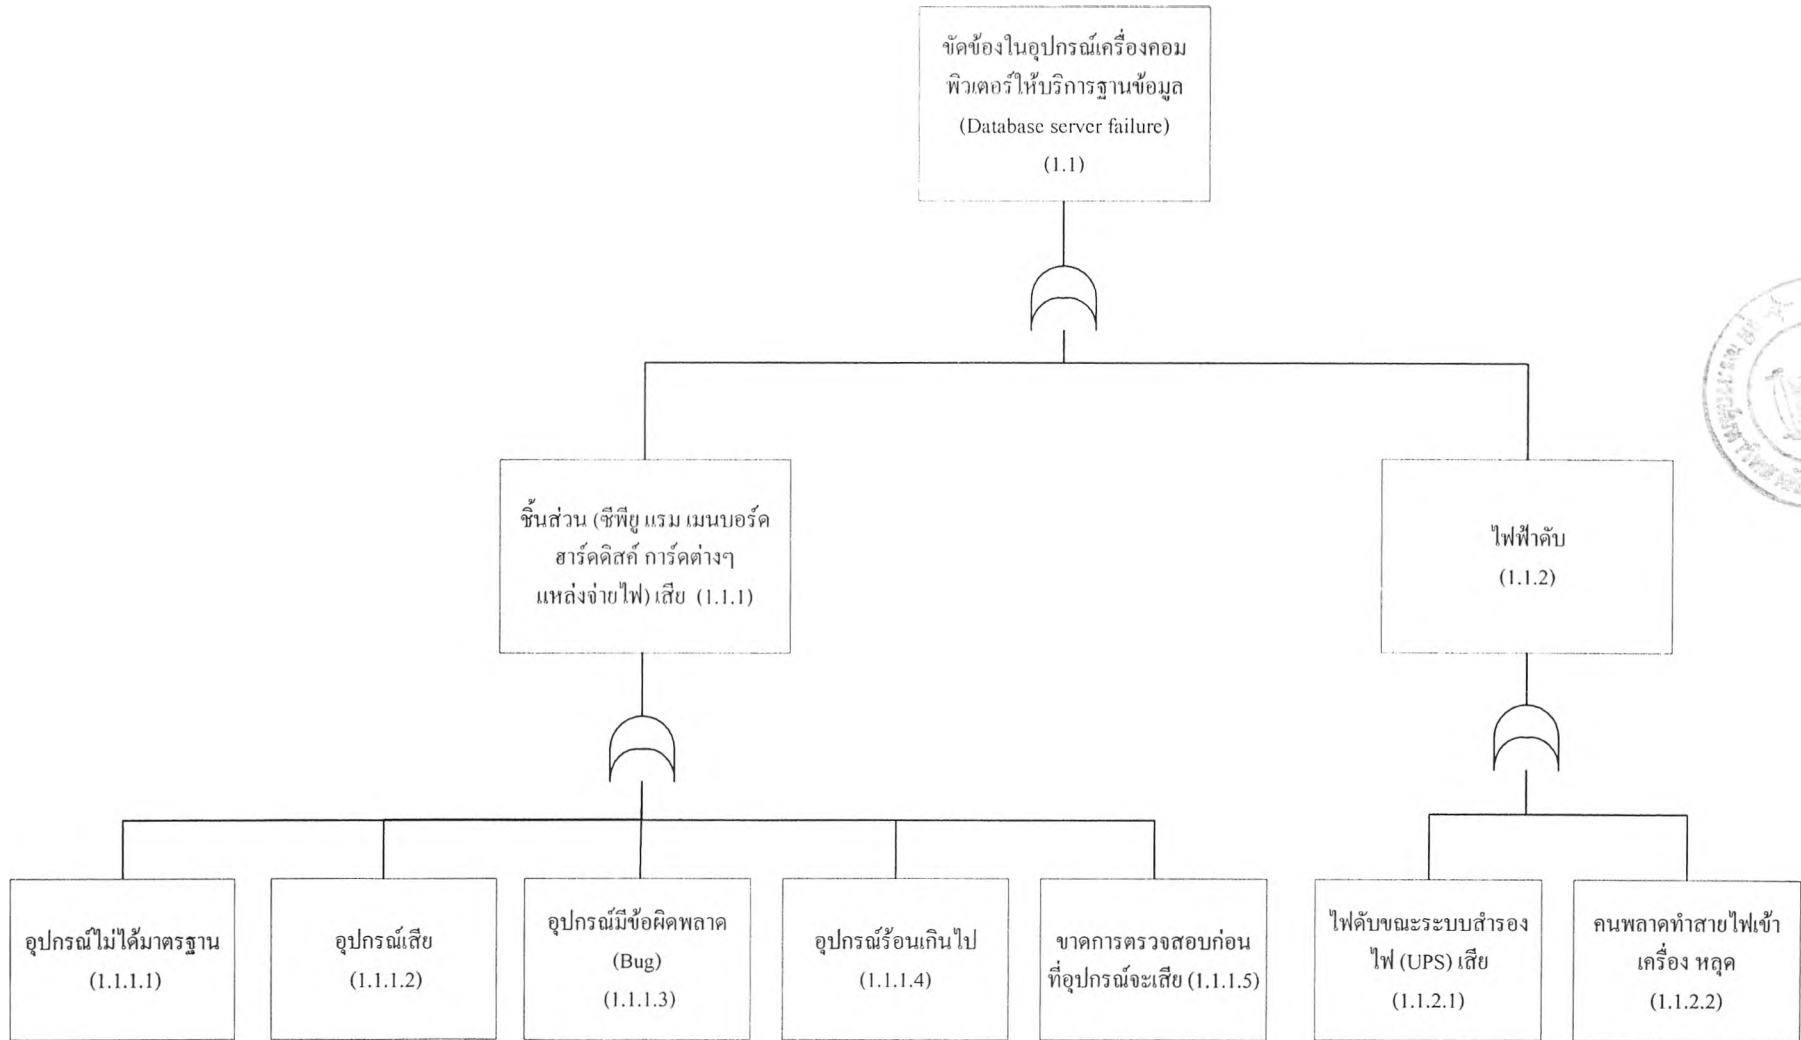 ขัดข้องในอุปกรณ์เครื่องคอม
พิวเตอร์ให้บริการฐานข้อมูล
(Database server failure)
(1.1)
ชิ้นส่วน (ซีพียู แรม เมนบอร์ด
ฮาร์ดดิสค์ การ์ดต่างๆ
แหล่งจ่ายไฟ) เสีย (1.1.1)
ไฟฟ้าดับ
(1.1.2)
อุปกรณ์ไม่ได้มาตรฐาน
(1.1.1.1)
อุปกรณ์เสีย
(1.1.1.2)
อุปกรณ์มีข้อผิดพลาด
(Bug)
(1.1.1.3)
อุปกรณ์ร้อนเกินไป
(1.1.1.4)
ขาดการตรวจสอบก่อน
ที่อุปกรณ์จะเสีย (1.1.1.5)
ไฟดับขณะระบบสำรอง
ไฟ (UPS) เสีย
(1.1.2.1)
คนพลาดทำสายไฟเข้า
เครื่อง หลุด
(1.1.2.2)